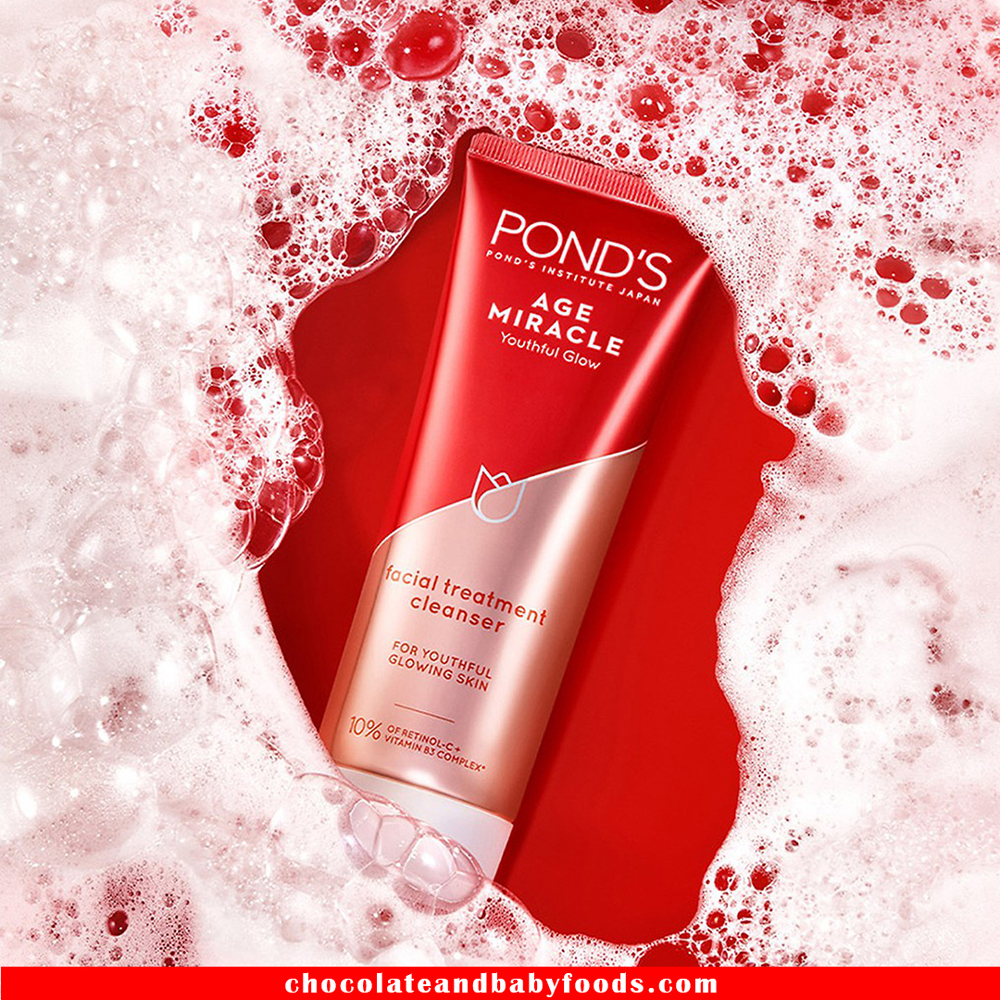 POND'S
POND'S INSTITUTE JAPAN
AGE
MIRACLE
Youthful Glow
facial treatment
cleanser
FOR YOUTHFUL
GLOWING SKIN
10% OF RETINOL-C +
VITAMIN B3 COMPLEX*
chocolateandbabyfoods.com